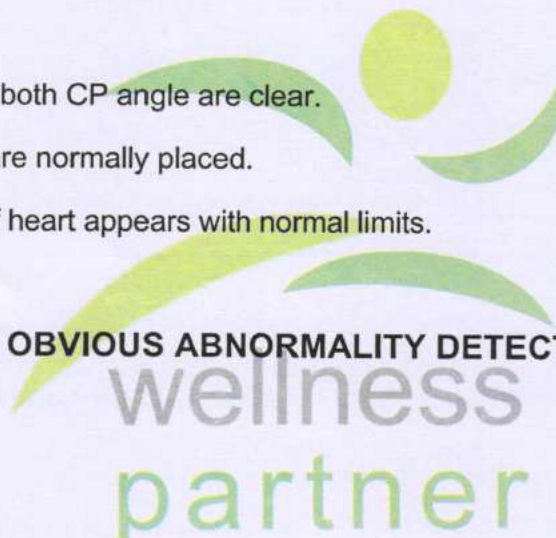 both CP angle are clear.
re normally placed.
f heart appears with normal limits.
OBVIOUS ABNORMALITY DETECT
wellness
partner